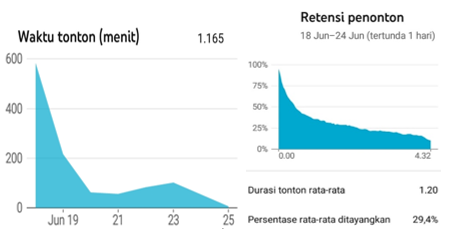 Waktu tonton (menit) 1.165
600
400
200
0
Jun 19 21 23 25
Retensi penonton
18 Jun–24 Jun (tertunda 1 hari)
100%
75%
50%
25%
0.00 4.32
Durasi tonton rata-rata 1.20
Persentase rata-rata ditayangkan 29,4%